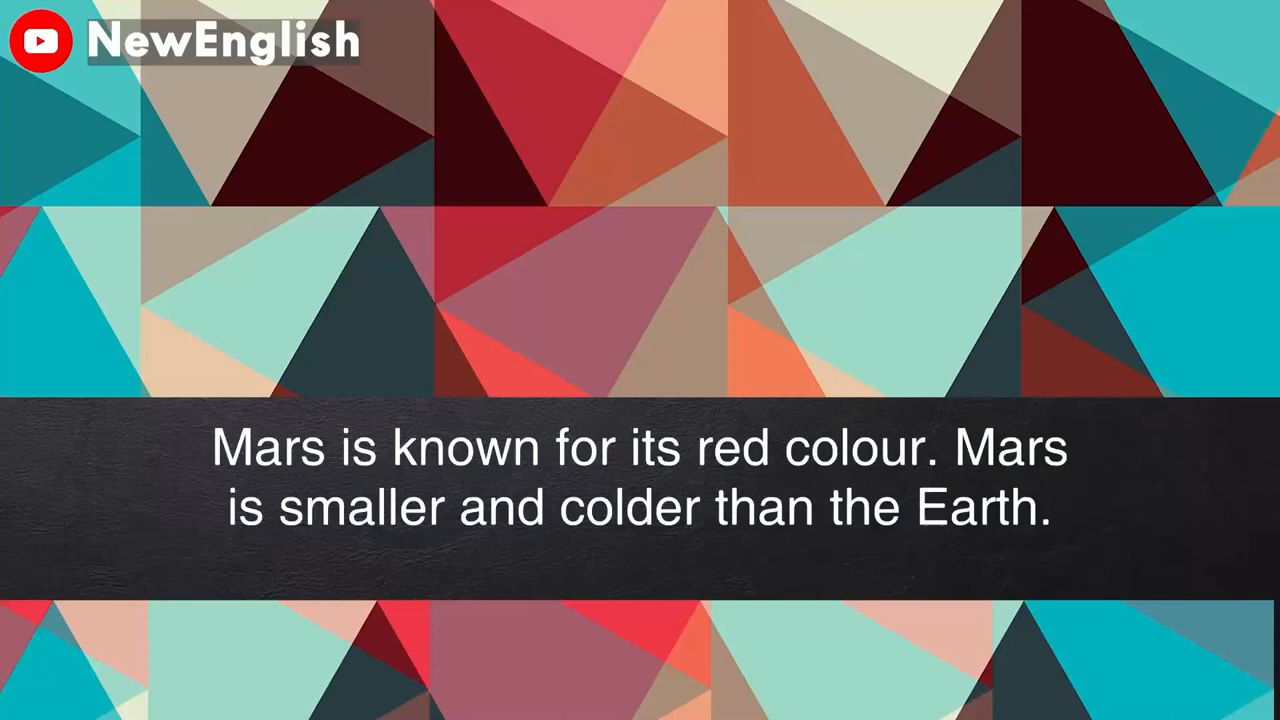 NewEnglish
Mars is known for its red colour. Mars
is smaller and colder than the Earth.